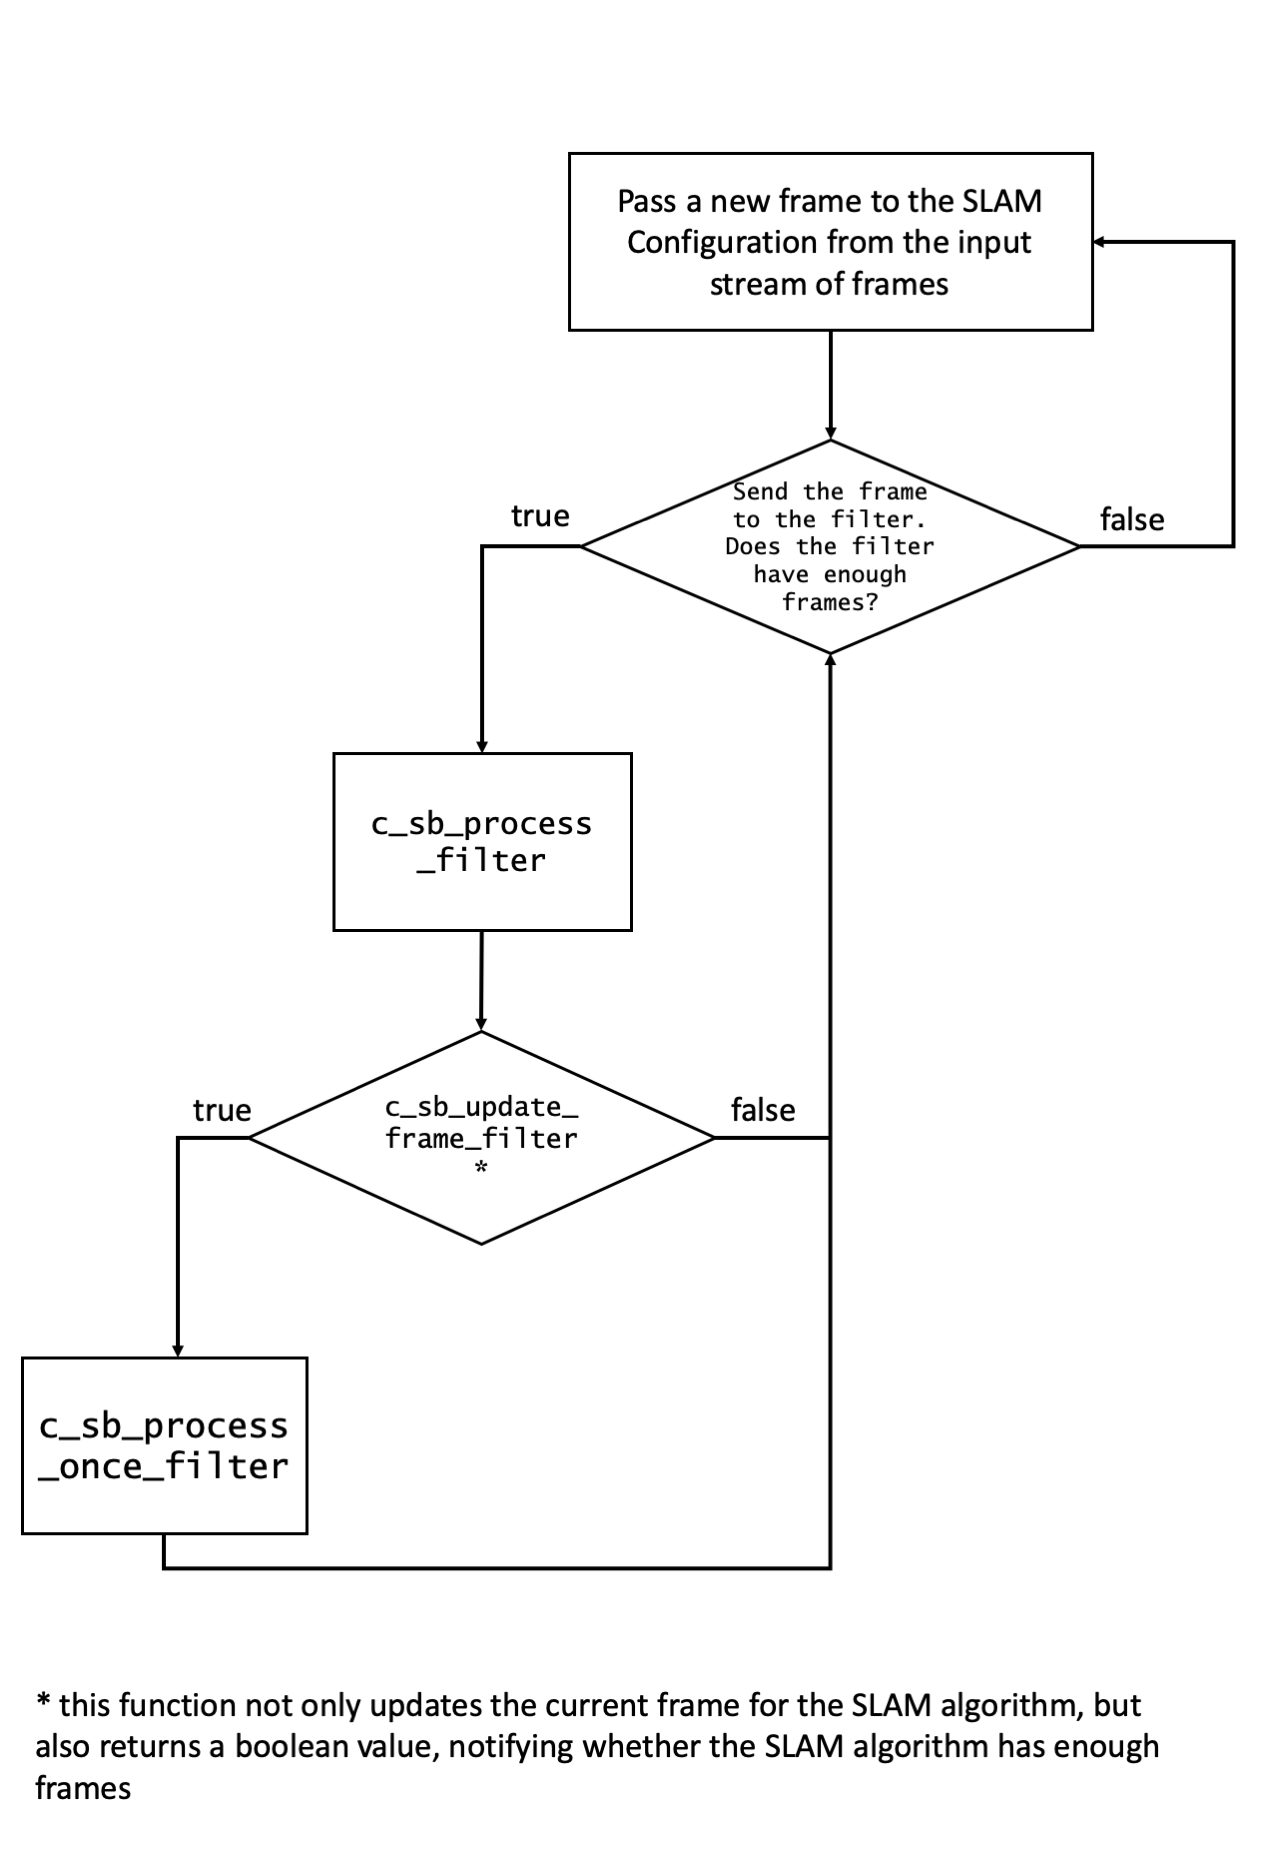 Pass a new frame to the SLAM
Configuration from the input
stream of frames
Send the frame
to the filter.
Does the filter
have enough
frames?
true
false
c_sb_process
_filter
c_sb_update_
frame_filter
*
true
false
c_sb_process
_once_filter
* this function not only updates the current frame for the SLAM algorithm, but
also returns a boolean value, notifying whether the SLAM algorithm has enough
frames